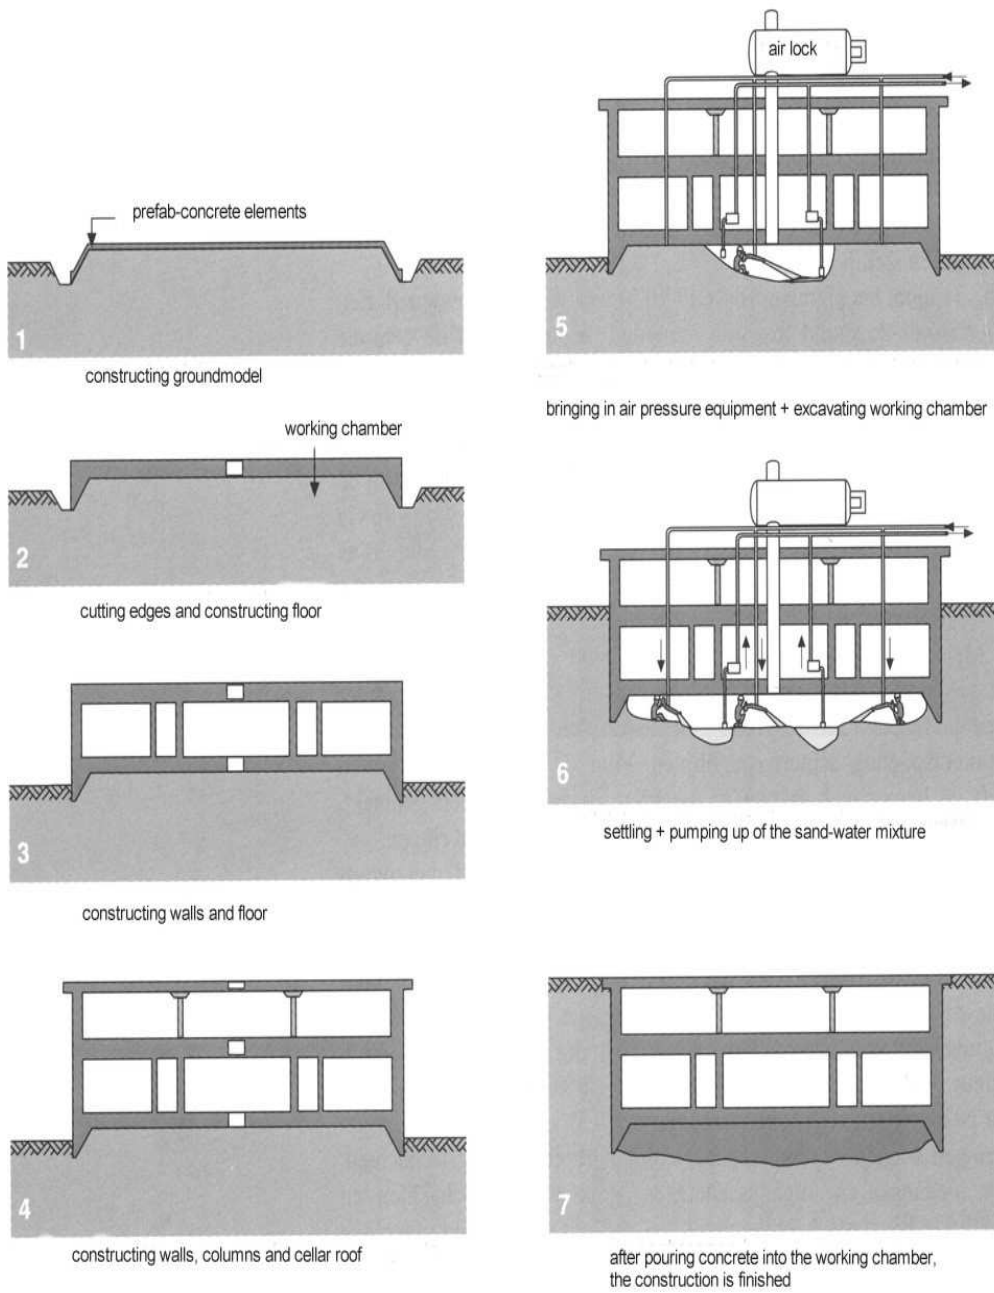 prefab-concrete elements
1
constructing groundmodel
working chamber
2
cutting edges and constructing floor
3
constructing walls and floor
4
constructing walls, columns and cellar roof
air lock
5
bringing in air pressure equipment + excavating working chamber
6
settling + pumping up of the sand-water mixture
7
after pouring concrete into the working chamber,
the construction is finished